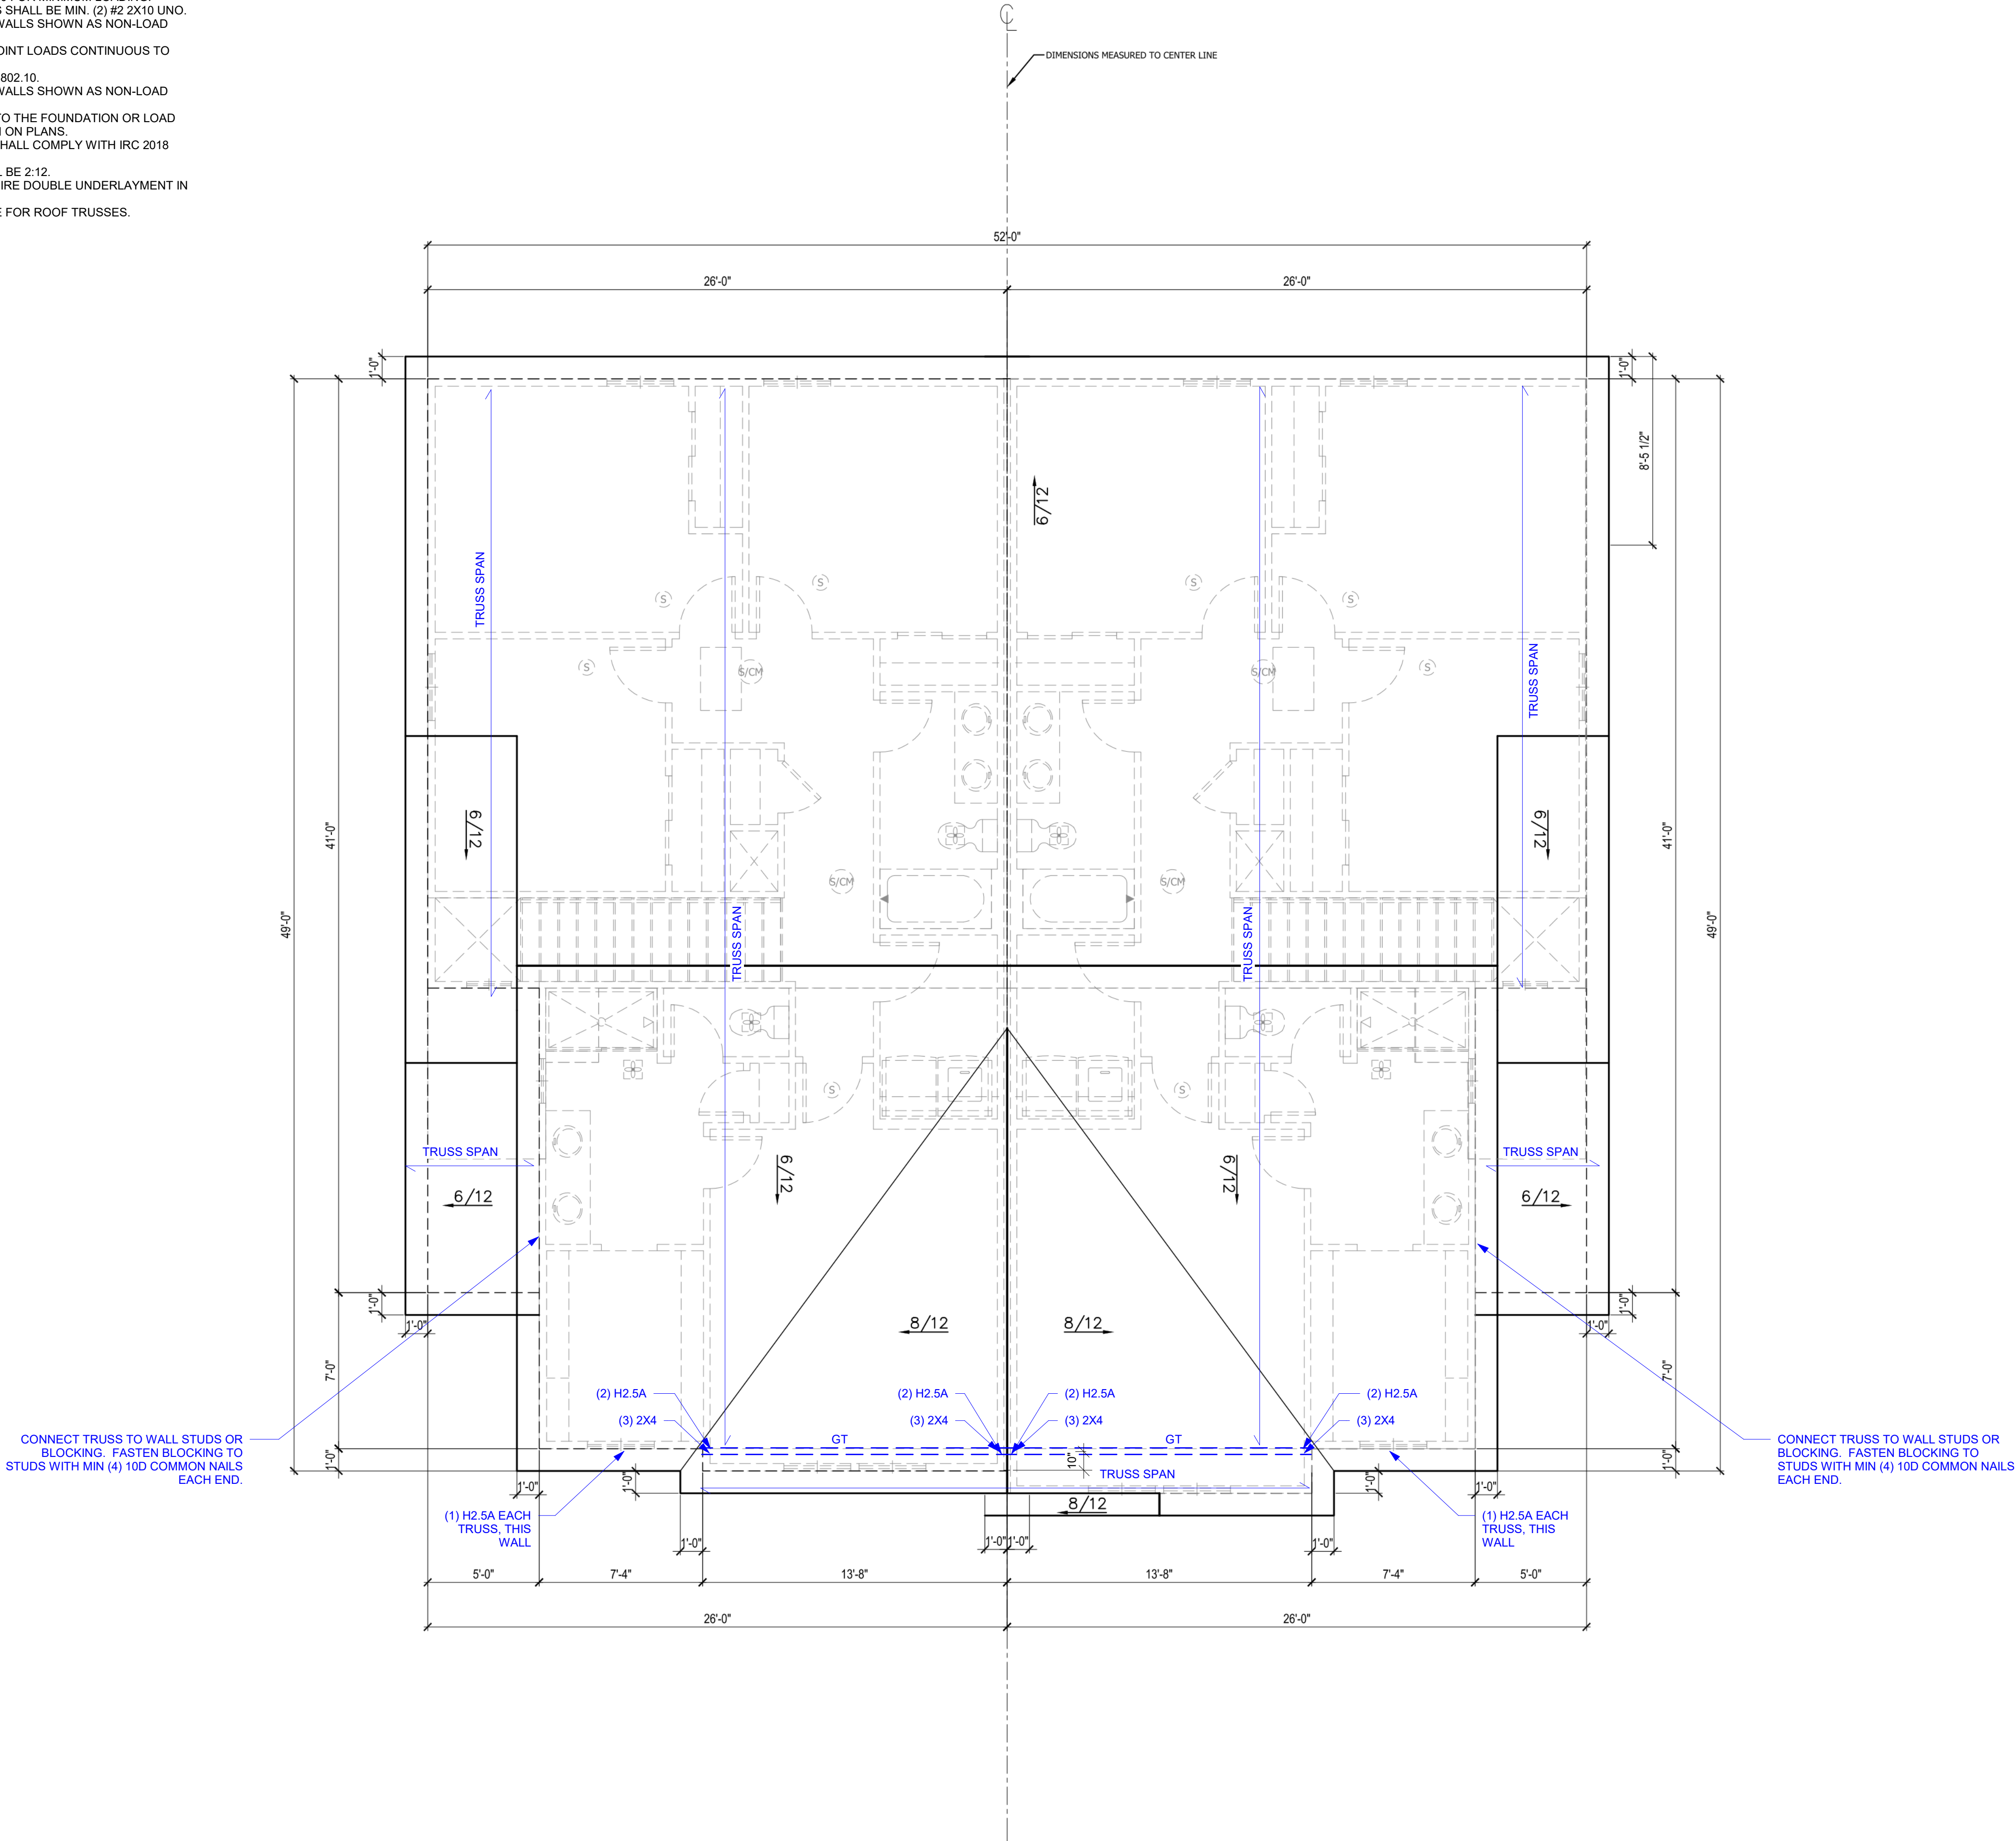 S SHALL BE MIN. (2) #2 2X10 UNO.
WALLS SHOWN AS NON-LOAD
OINT LOADS CONTINUOUS TO
802.10.
WALLS SHOWN AS NON-LOAD
TO THE FOUNDATION OR LOAD
ON PLANS.
HALL COMPLY WITH IRC 2018
BE 2:12.
IRE DOUBLE UNDERLAYMENT IN
E FOR ROOF TRUSSES.
CL
DIMENSIONS MEASURED TO CENTER LINE
52'-0"
26'-0"
26'-0"
1'-0"
1'-0"
8'-5 1/2"
6/12
TRUSS SPAN
S
S
S
S
S
S/CM
S/CM
S
TRUSS SPAN
41'-0"
6/12
6/12
41'-0"
49'-0"
S/CM
S/CM
49'-0"
TRUSS SPAN
TRUSS SPAN
S
S
TRUSS SPAN
6/12
6/12
TRUSS SPAN
6/12
6/12
1'-0"
1'-0"
1'-0"
1'-0"
8/12
8/12
7'-0"
7'-0"
(2) H2.5A
(2) H2.5A
(2) H2.5A
(2) H2.5A
(3) 2X4
(3) 2X4
(3) 2X4
(3) 2X4
GT
GT
CONNECT TRUSS TO WALL STUDS OR
BLOCKING. FASTEN BLOCKING TO
STUDS WITH MIN (4) 10D COMMON NAILS
EACH END.
CONNECT TRUSS TO WALL STUDS OR
BLOCKING. FASTEN BLOCKING TO
STUDS WITH MIN (4) 10D COMMON NAILS
EACH END.
1'-0"
10"
1'-0"
TRUSS SPAN
1'-0"
1'-0"
1'-0"
1'-0"
8/12
(1) H2.5A EACH
TRUSS, THIS
WALL
(1) H2.5A EACH
TRUSS, THIS
WALL
1'-0"
1'-0"
1'-0"
1'-0"
5'-0"
7'-4"
13'-8"
13'-8"
7'-4"
5'-0"
26'-0"
26'-0"